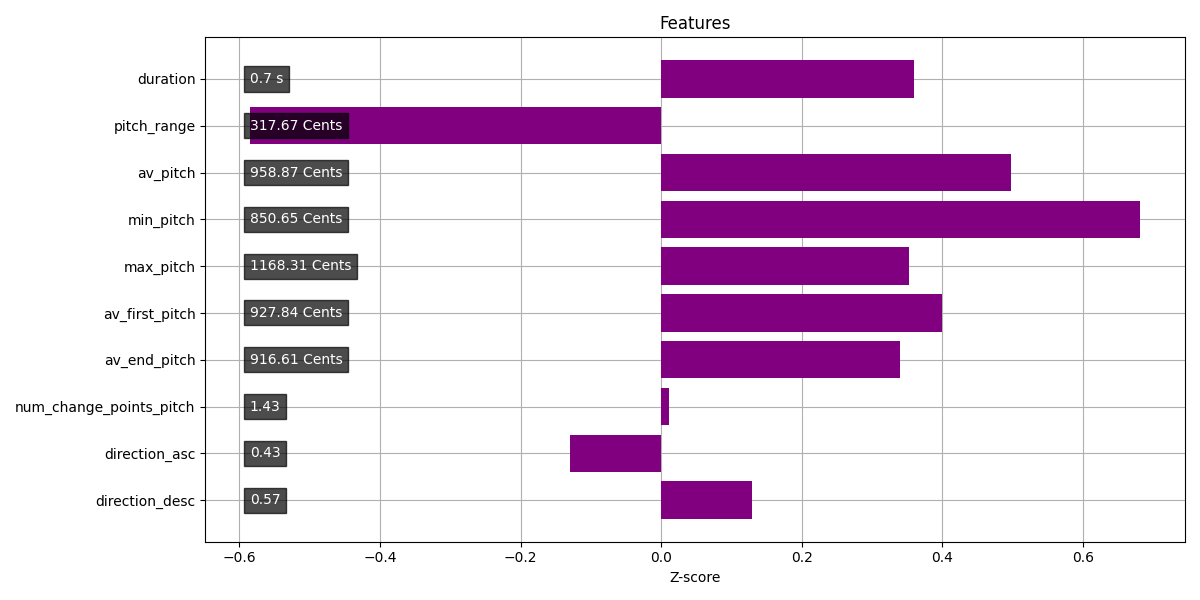 Features
duration 0.7 s
pitch_range 317.67 Cents
av_pitch 958.87 Cents
min_pitch 850.65 Cents
max_pitch 1168.31 Cents
av_first_pitch 927.84 Cents
av_end_pitch 916.61 Cents
num_change_points_pitch 1.43
direction_asc 0.43
direction_desc 0.57
−0.6 −0.4 −0.2 0.0 0.2 0.4 0.6
Z-score